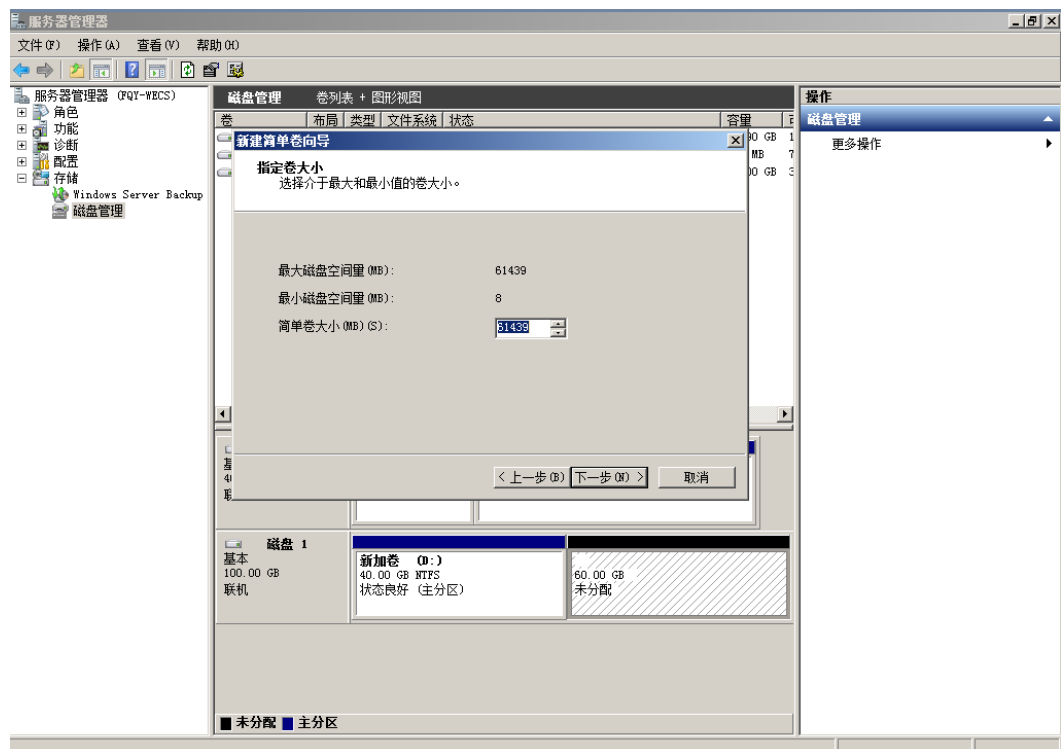 服务器管理器
文件(F) 操作(A) 查看(V) 帮助(H)
服务器管理器 (FQY-WECS)
角色
功能
诊断
配置
存储
Windows Server Backup
磁盘管理
磁盘管理 卷列表 + 图形视图
卷 布局 类型 文件系统 状态 容量
GB 1
MB 7
GB 3
新建简单卷向导
指定卷大小
选择介于最大和最小值的卷大小。
最大磁盘空间量(MB): 61439
最小磁盘空间量(MB): 8
简单卷大小(MB)(S): 61439
< 上一步(B) 下一步(N) > 取消
磁盘 1
基本
100.00 GB
联机
新加卷 (D:)
40.00 GB NTFS
状态良好 (主分区)
60.00 GB
未分配
未分配 主分区
操作
磁盘管理
更多操作